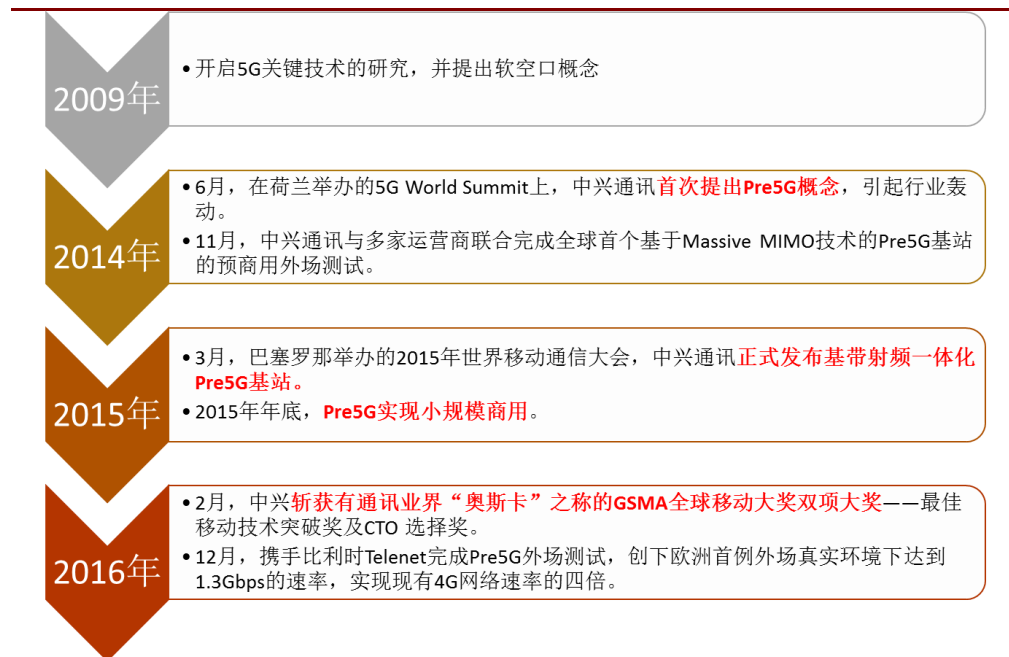 2009年
•开启5G关键技术的研究，并提出软空口概念
2014年
•6月，在荷兰举办的5G World Summit上，中兴通讯首次提出Pre5G概念，引起行业轰
动。
•11月，中兴通讯与多家运营商联合完成全球首个基于Massive MIMO技术的Pre5G基站
的预商用外场测试。
2015年
•3月，巴塞罗那举办的2015年世界移动通信大会，中兴通讯正式发布基带射频一体化
Pre5G基站。
•2015年年底，Pre5G实现小规模商用。
2016年
•2月，中兴斩获有通讯业界“奥斯卡”之称的GSMA全球移动大奖双项大奖——最佳
移动技术突破奖及CTO 选择奖。
•12月，携手比利时Telenet完成Pre5G外场测试，创下欧洲首例外场真实环境下达到
1.3Gbps的速率，实现现有4G网络速率的四倍。